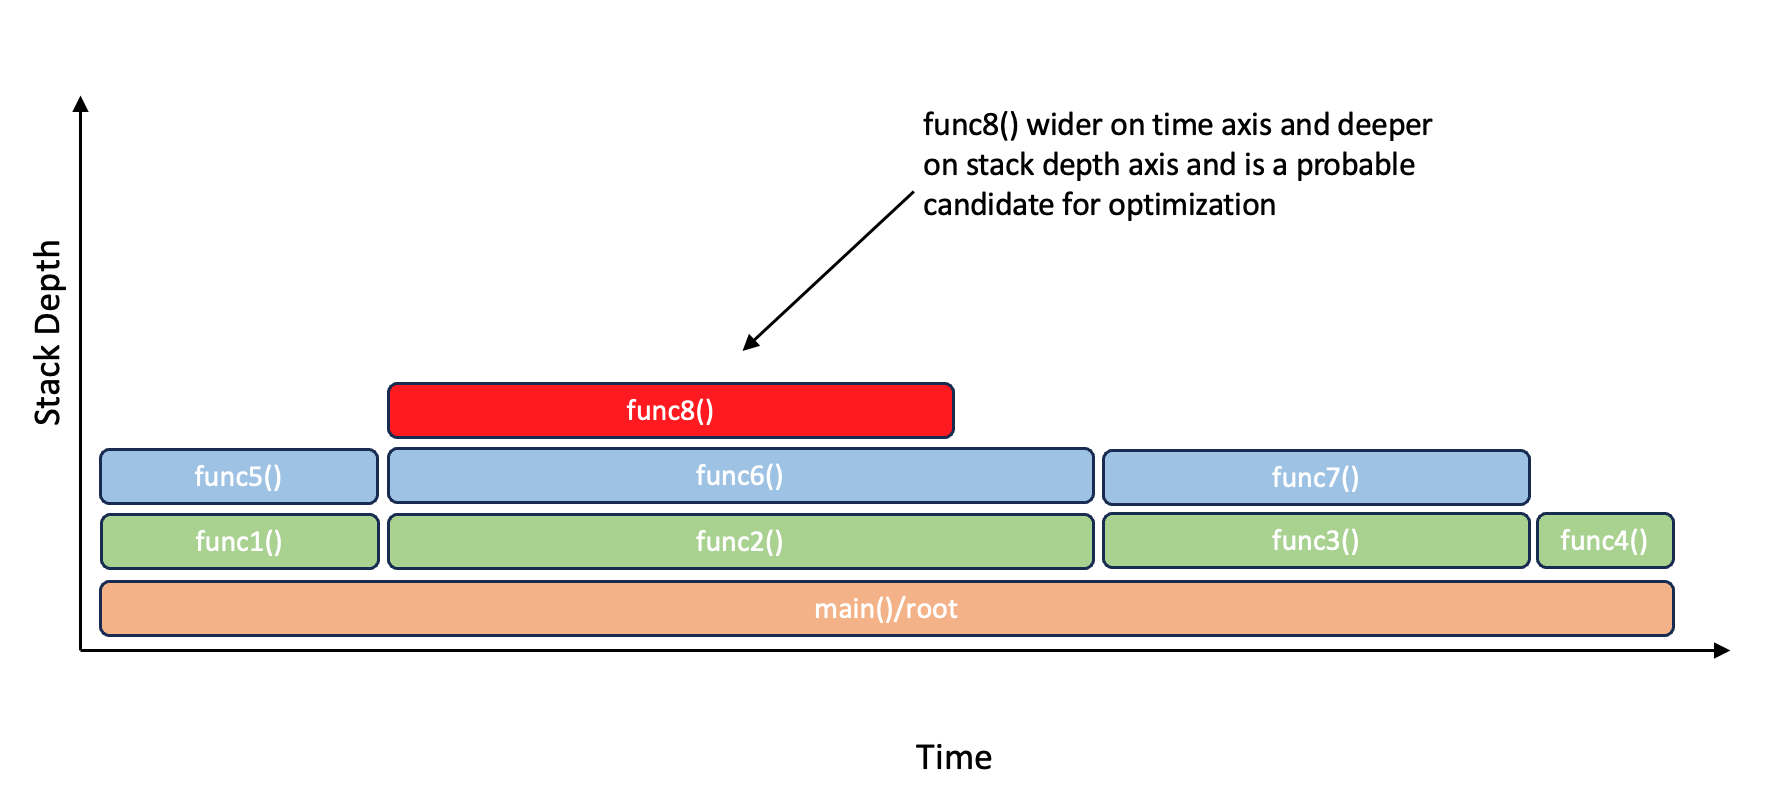 func8() wider on time axis and deeper
on stack depth axis and is a probable
candidate for optimization
Stack Depth
func8()
func5()
func6()
func7()
func1()
func2()
func3()
func4()
main()/root
Time